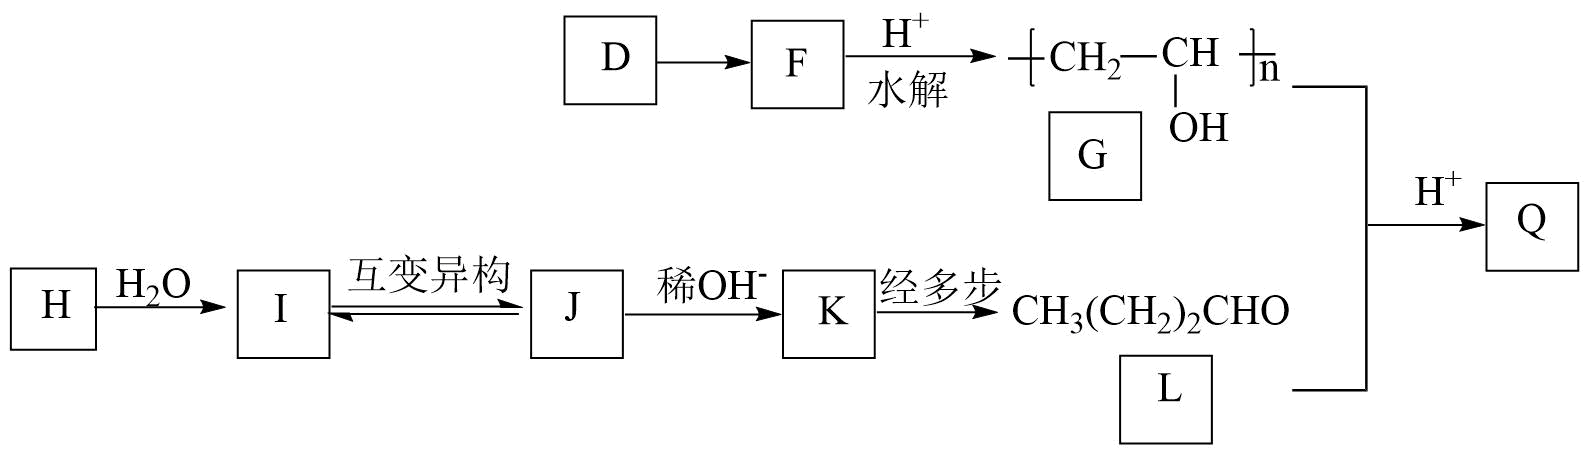 D → F —H⁺ 水解→ ⁅CH₂—CH⁆n
OH
G
H⁺
Q
H —H₂O→ I ⇌互变异构 J —稀OH⁻→ K —经多步→ CH₃(CH₂)₂CHO
L